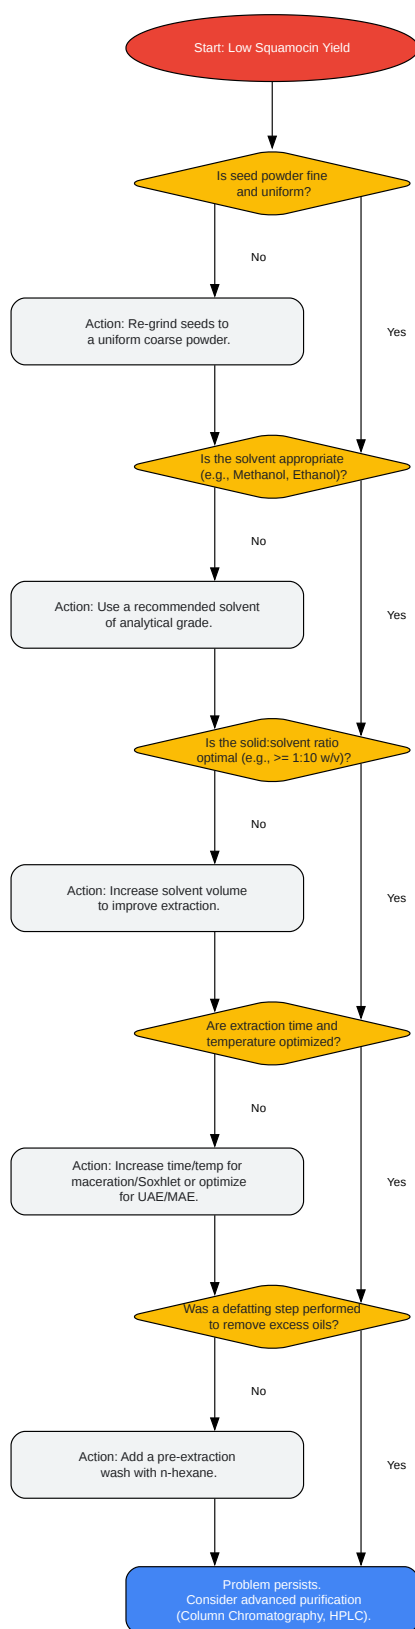 Start: Low Squamocin Yield
Is seed powder fine
and uniform?
No
Action: Re-grind seeds to
a uniform coarse powder.
Yes
Is the solvent appropriate
(e.g., Methanol, Ethanol)?
No
Action: Use a recommended solvent
of analytical grade.
Yes
Is the solid:solvent ratio
optimal (e.g., >= 1:10 w/v)?
No
Action: Increase solvent volume
to improve extraction.
Yes
Are extraction time and
temperature optimized?
No
Action: Increase time/temp for
maceration/Soxhlet or optimize
for UAE/MAE.
Yes
Was a defatting step performed
to remove excess oils?
No
Action: Add a pre-extraction
wash with n-hexane.
Yes
Problem persists.
Consider advanced purification
(Column Chromatography, HPLC).